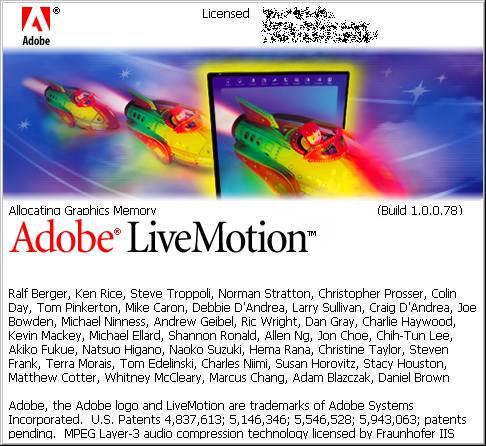 Licensed
Adobe®
Allocating Graphics Memory (Build 1.0.0.78)
Adobe® LiveMotion™
Ralf Berger, Ken Rice, Steve Troppoli, Norman Stratton, Christopher Prosser, Colin
Day, Tom Pinkerton, Mike Caron, Debbie D'Andrea, Larry Sullivan, Craig D'Andrea, Joe
Bowden, Michael Ninness, Andrew Geibel, Ric Wright, Dan Gray, Charlie Haywood,
Kevin Mackey, Michael Ellard, Shannon Ronald, Allen Ng, Jon Choe, Chih-Tun Lee,
Akiko Fukue, Natsuo Higano, Naoko Suzuki, Hema Rana, Christine Taylor, Steven
Frank, Terra Morais, Tom Edelinski, Charles Niimi, Susan Horovitz, Stacy Houston,
Matthew Cotter, Whitney McCleary, Marcus Chang, Adam Blazczak, Daniel Brown
Adobe, the Adobe logo and LiveMotion are trademarks of Adobe Systems
Incorporated. U.S. Patents 4,837,613; 5,146,346; 5,546,528; 5,943,063; patents
pending. MPEG Layer-3 audio compression technology licensed by Fraunhofer IIS